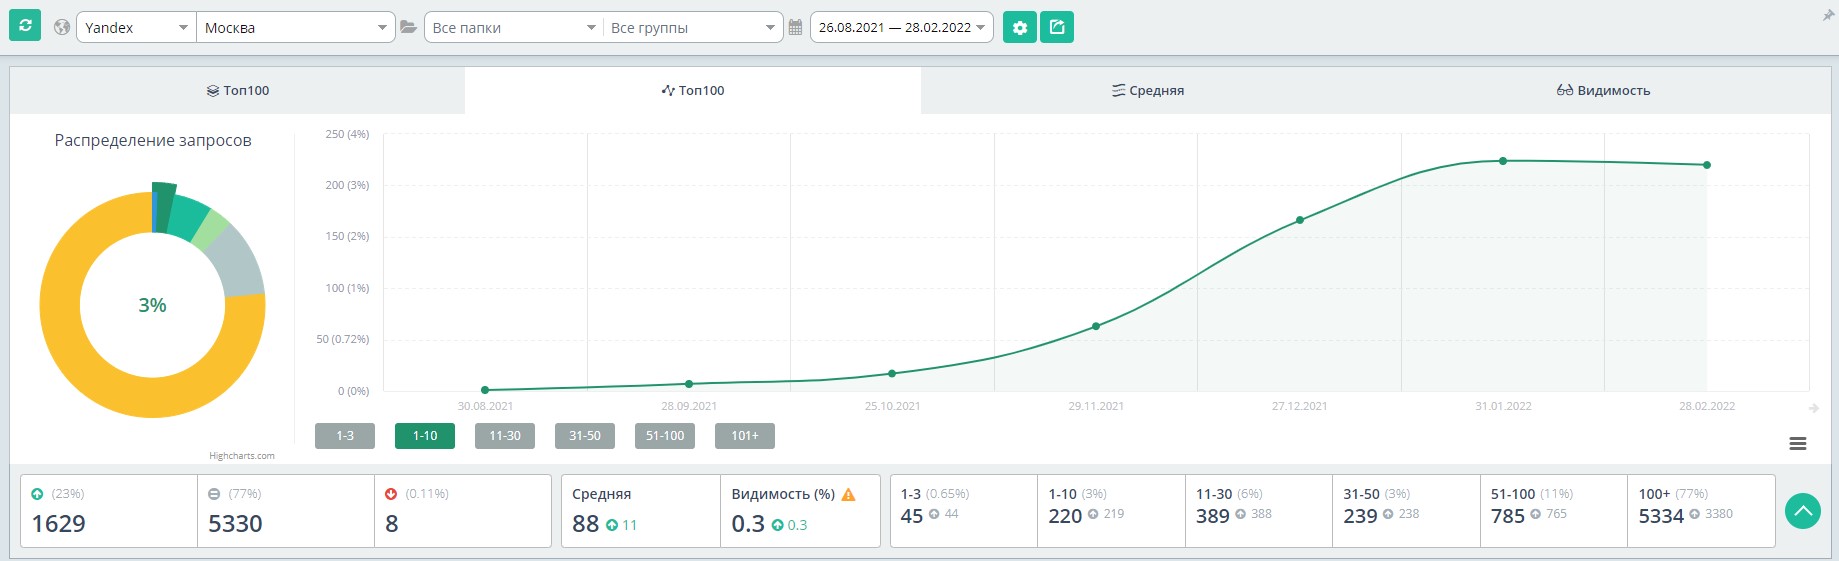 Yandex Москва Все папки Все группы 26.08.2021 — 28.02.2022
Топ100 Топ100 Средняя Видимость
Распределение запросов
3%
Highcharts.com
250 (4%)
200 (3%)
150 (2%)
100 (1%)
50 (0.72%)
0 (0%)
30.08.2021 28.09.2021 25.10.2021 29.11.2021 27.12.2021 31.01.2022 28.02.2022
1-3 1-10 11-30 31-50 51-100 101+
(23%) (77%) (0.11%) Средняя Видимость (%) 1-3 (0.65%) 1-10 (3%) 11-30 (6%) 31-50 (3%) 51-100 (11%) 100+ (77%)
1629 5330 8 88 11 0.3 0.3 45 44 220 219 389 388 239 238 785 765 5334 3380